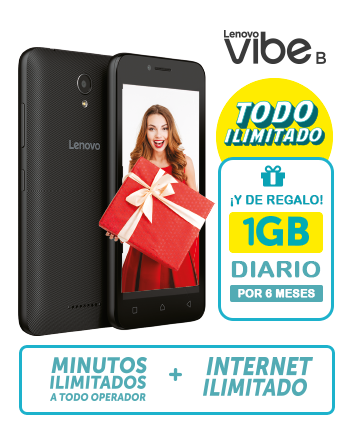 Lenovo
vibe B
TODO
ILIMITADO
Lenovo
¡Y DE REGALO!
1GB
DIARIO
POR 6 MESES
MINUTOS
ILIMITADOS
A TODO OPERADOR
+
INTERNET
ILIMITADO